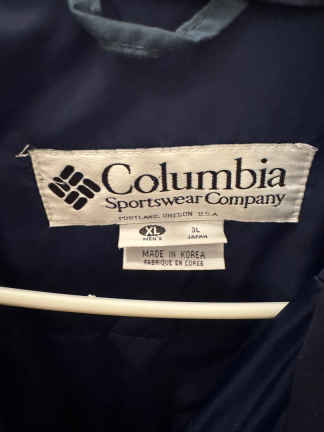 Columbia
Sportswear Company
PORTLAND, OREGON U.S.A.
XL 3L
MEN'S JAPAN
MADE IN KOREA
FABRIQUE EN COREE